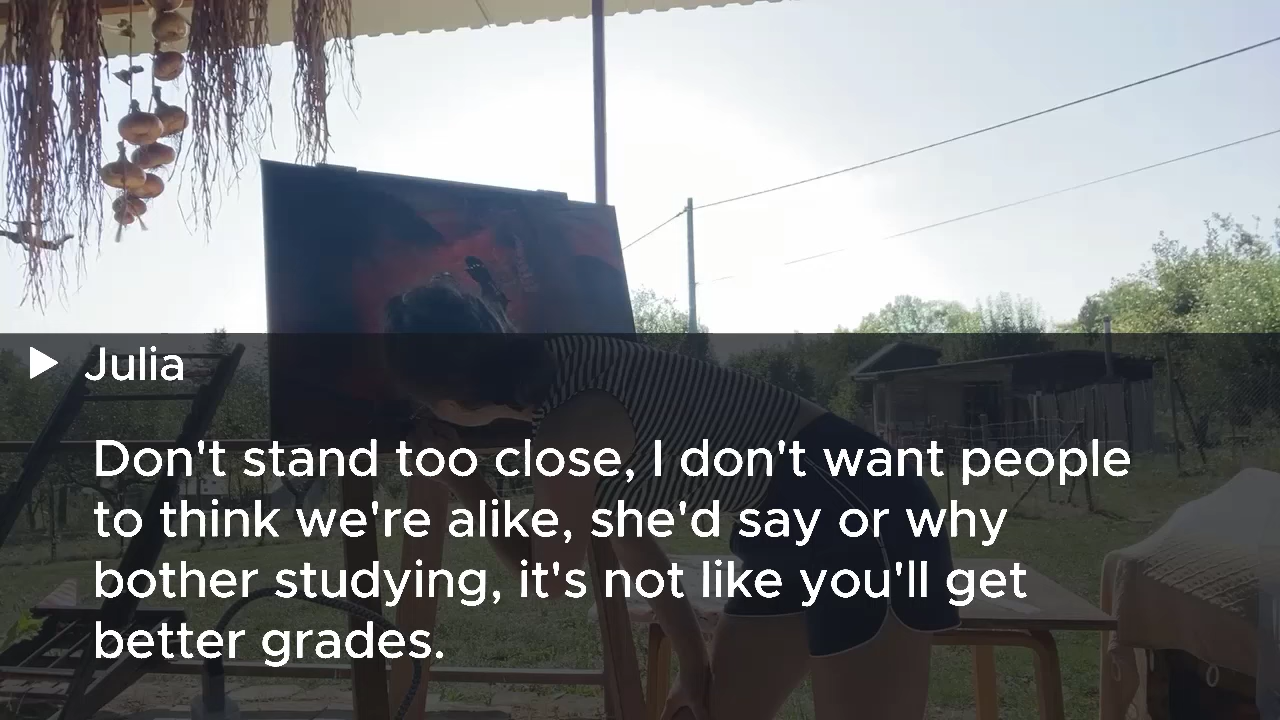 Julia
Don't stand too close, I don't want people
to think we're alike, she'd say or why
bother studying, it's not like you'll get
better grades.